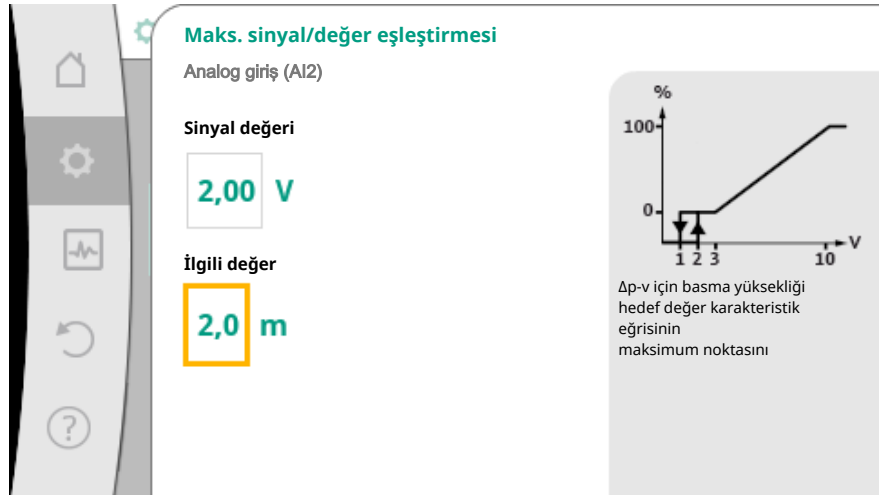 Maks. sinyal/değer eşleştirmesi
Analog giriş (AI2)
Sinyal değeri
2,00 V
İlgili değer
2,0 m
%
100
0
1 2 3 10 V
Δp-v için basma yüksekliği
hedef değer karakteristik
eğrisinin
maksimum noktasını
?